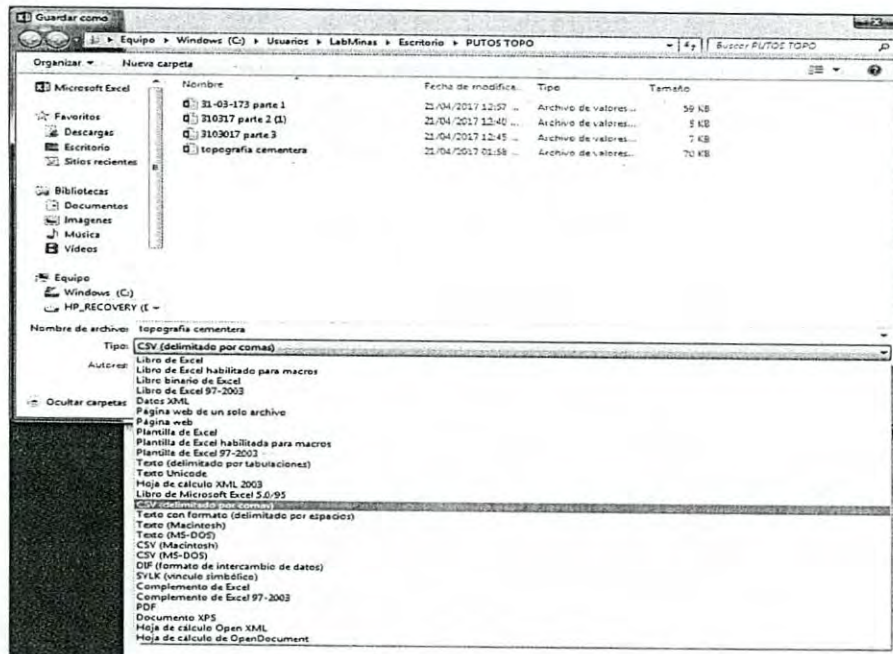 Guardar como
Equipo ▸ Windows (C:) ▸ Usuarios ▸ LabMinas ▸ Escritorio ▸ PUTOS TOPO
Buscar PUTOS TOPO
Organizar ▾ Nueva carpeta
Microsoft Excel
Favoritos
Descargas
Escritorio
Sitios recientes
Bibliotecas
Documentos
Imagenes
Música
Vídeos
Equipo
Windows (C:)
HP_RECOVERY (
Nombre Fecha de modifica... Tipo Tamaño
31-03-173 parte 1 21/04/2017 12:57 ... Archivo de valores... 59 KB
310317 parte 2 (1) 21/04/2017 12:40 ... Archivo de valores... 5 KB
3103017 parte 3 21/04/2017 12:45 ... Archivo de valores... 7 KB
topografia cementera 21/04/2017 01:58 ... Archivo de valores... 70 KB
Nombre de archivo: topografia cementera
Tipo: CSV (delimitado por comas)
Autores:
Ocultar carpetas
Libro de Excel
Libro de Excel habilitado para macros
Libro binario de Excel
Libro de Excel 97-2003
Datos XML
Página web de un solo archivo
Página web
Plantilla de Excel
Plantilla de Excel habilitada para macros
Plantilla de Excel 97-2003
Texto (delimitado por tabulaciones)
Texto Unicode
Hoja de cálculo XML 2003
Libro de Microsoft Excel 5.0/95
CSV (delimitado por comas)
Texto con formato (delimitado por espacios)
Texto (Macintosh)
Texto (MS-DOS)
CSV (Macintosh)
CSV (MS-DOS)
DIF (formato de intercambio de datos)
SYLK (vínculo simbólico)
Complemento de Excel
Complemento de Excel 97-2003
PDF
Documento XPS
Hoja de cálculo Open XML
Hoja de cálculo de OpenDocument